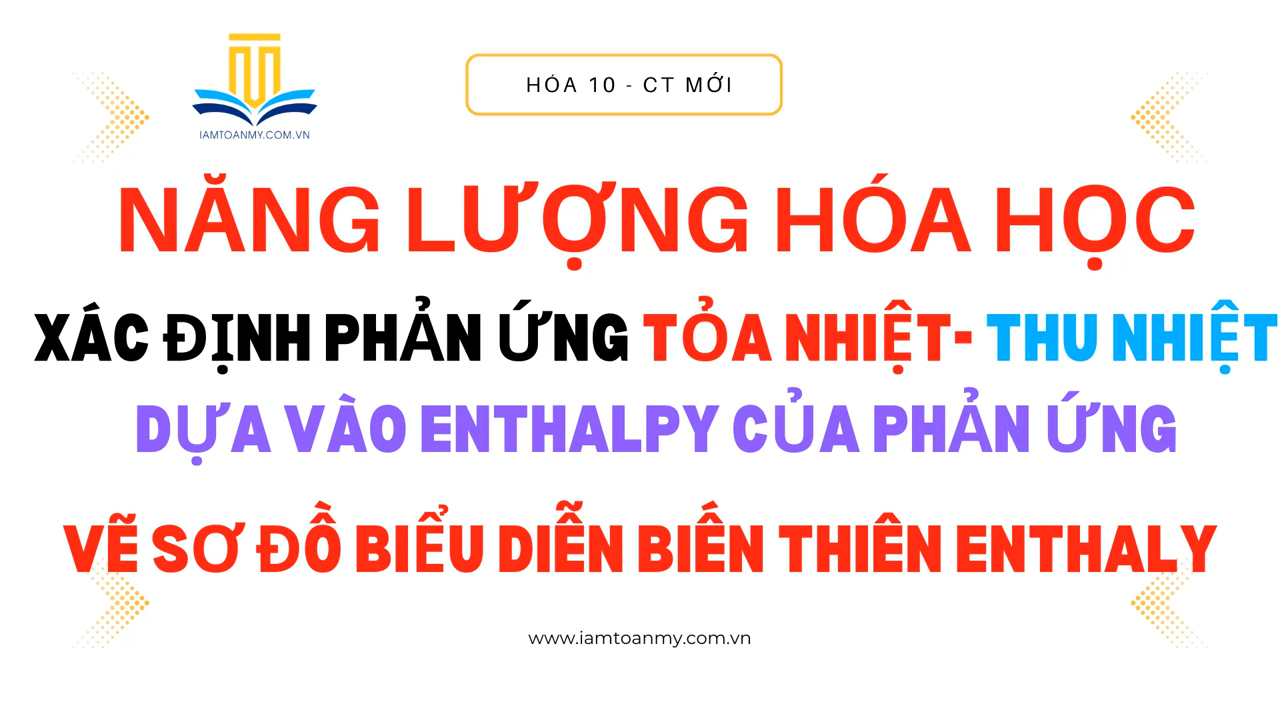 IAMTOANMY.COM.VN
HÓA 10 - CT MỚI
NĂNG LƯỢNG HÓA HỌC
XÁC ĐỊNH PHẢN ỨNG TỎA NHIỆT- THU NHIỆT
DỰA VÀO ENTHALPY CỦA PHẢN ỨNG
VẼ SƠ ĐỒ BIỂU DIỄN BIẾN THIÊN ENTHALY
www.iamtoanmy.com.vn